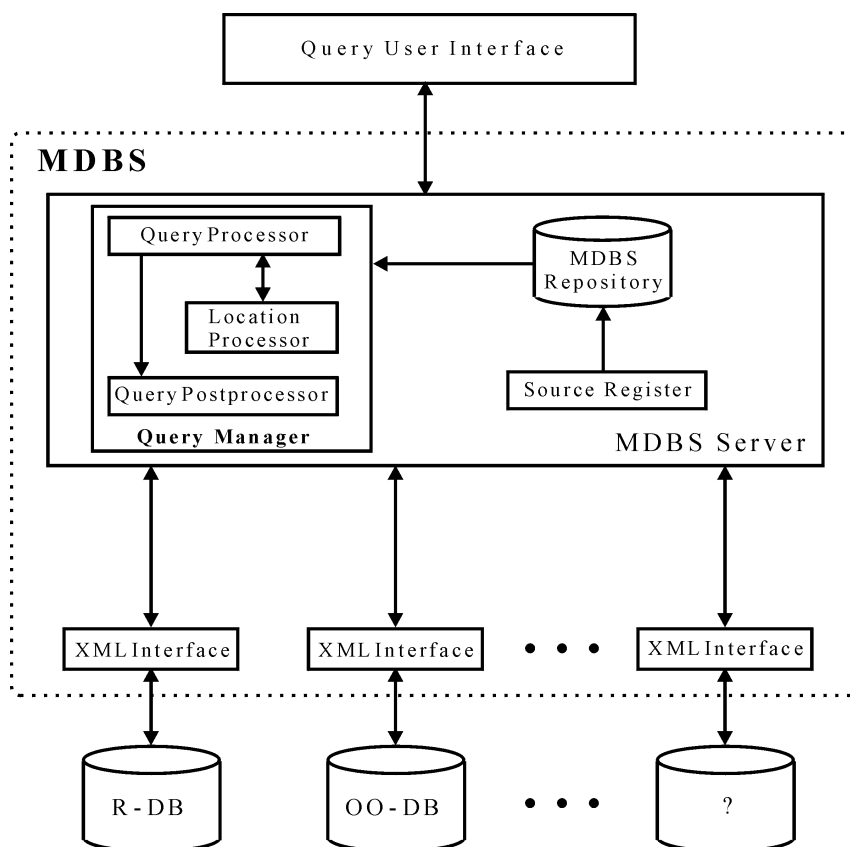 Query User Interface
MDBS
Query Processor
Location
Processor
Query Postprocessor
Query Manager
MDBS
Repository
Source Register
MDBS Server
XML Interface
XML Interface
XML Interface
R-DB
OO-DB
?